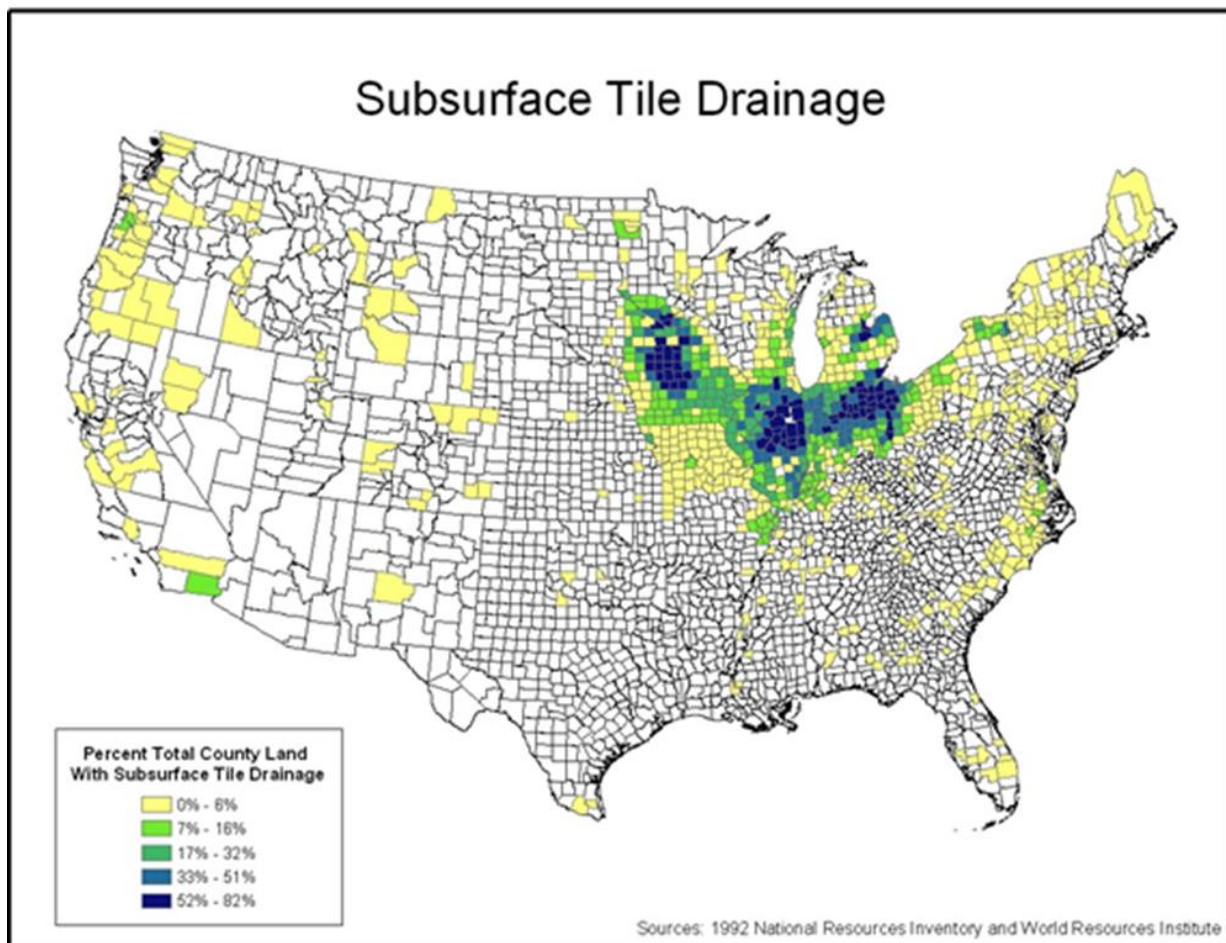 Subsurface Tile Drainage
Percent Total County Land
With Subsurface Tile Drainage
0% - 6%
7% - 16%
17% - 32%
33% - 51%
52% - 82%
Sources: 1992 National Resources Inventory and World Resources Institute